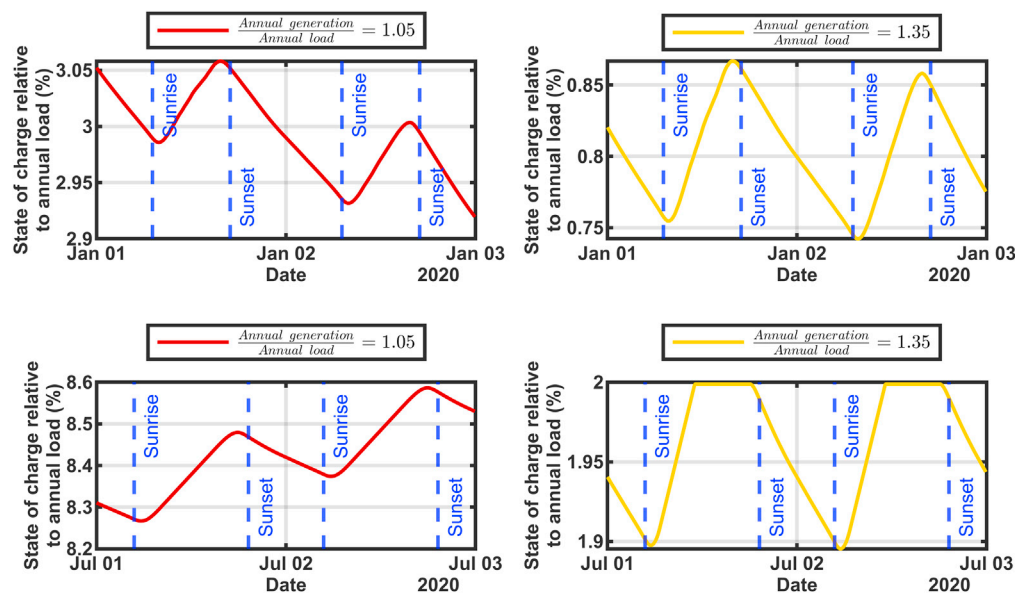 Annual generation / Annual load = 1.05
State of charge relative
to annual load (%)
3.05
3
2.95
2.9
Sunrise
Sunset
Sunrise
Sunset
Jan 01
Jan 02
Jan 03
Date
2020
Annual generation / Annual load = 1.35
State of charge relative
to annual load (%)
0.85
0.8
0.75
Sunrise
Sunset
Sunrise
Sunset
Jan 01
Jan 02
Jan 03
Date
2020
Annual generation / Annual load = 1.05
State of charge relative
to annual load (%)
8.6
8.5
8.4
8.3
8.2
Sunrise
Sunset
Sunrise
Sunset
Jul 01
Jul 02
Jul 03
Date
2020
Annual generation / Annual load = 1.35
State of charge relative
to annual load (%)
2
1.95
1.9
Sunrise
Sunset
Sunrise
Sunset
Jul 01
Jul 02
Jul 03
Date
2020